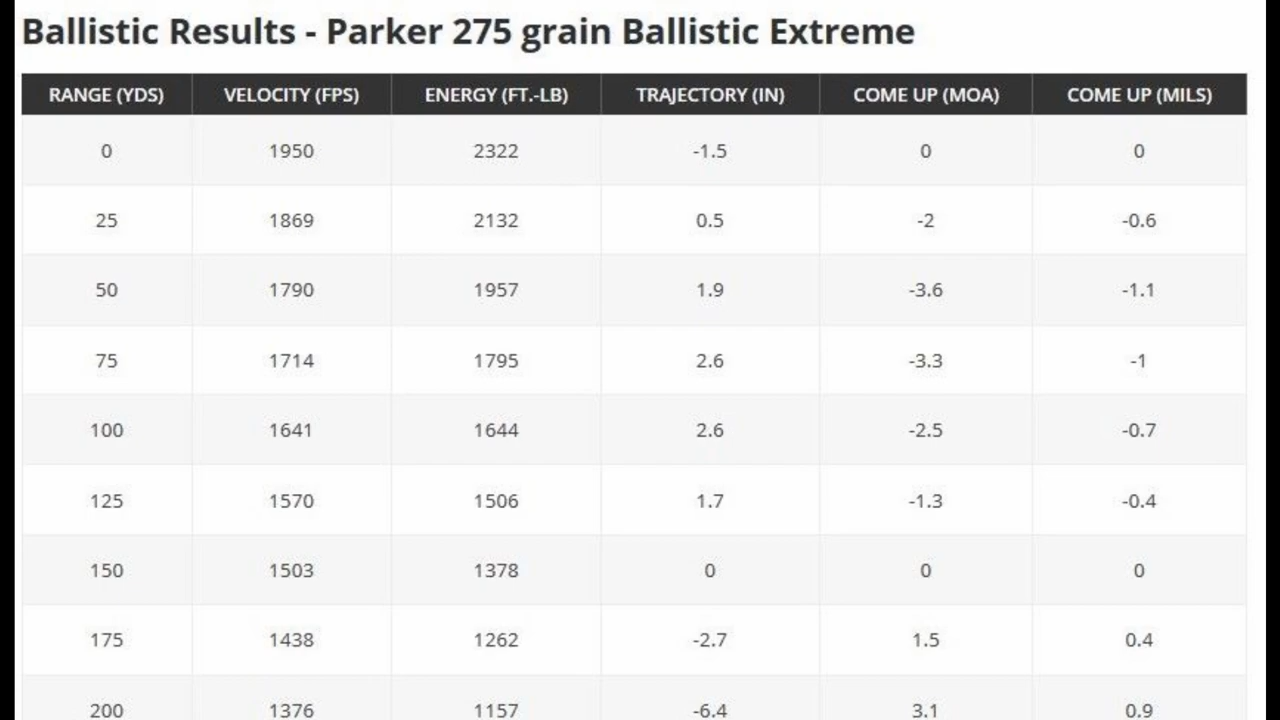 Ballistic Results - Parker 275 grain Ballistic Extreme
RANGE (YDS) VELOCITY (FPS) ENERGY (FT.-LB) TRAJECTORY (IN) COME UP (MOA) COME UP (MILS)
0 1950 2322 -1.5 0 0
25 1869 2132 0.5 -2 -0.6
50 1790 1957 1.9 -3.6 -1.1
75 1714 1795 2.6 -3.3 -1
100 1641 1644 2.6 -2.5 -0.7
125 1570 1506 1.7 -1.3 -0.4
150 1503 1378 0 0 0
175 1438 1262 -2.7 1.5 0.4
200 1376 1157 -6.4 3.1 0.9